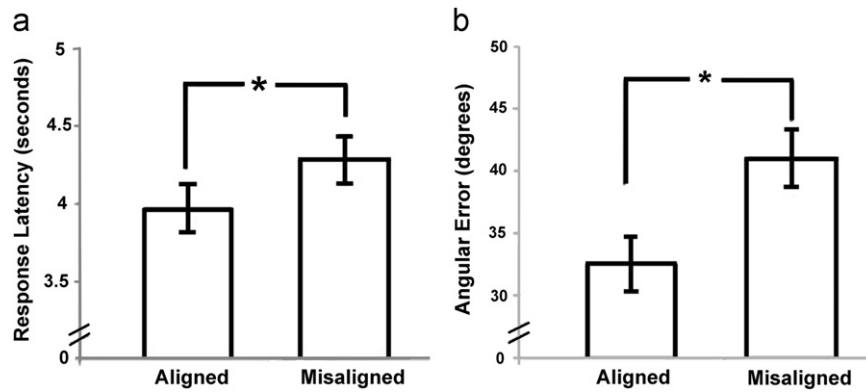 a
Response Latency (seconds)
5
4.5
4
3.5
0
*
Aligned
Misaligned
b
Angular Error (degrees)
50
45
40
35
30
0
*
Aligned
Misaligned